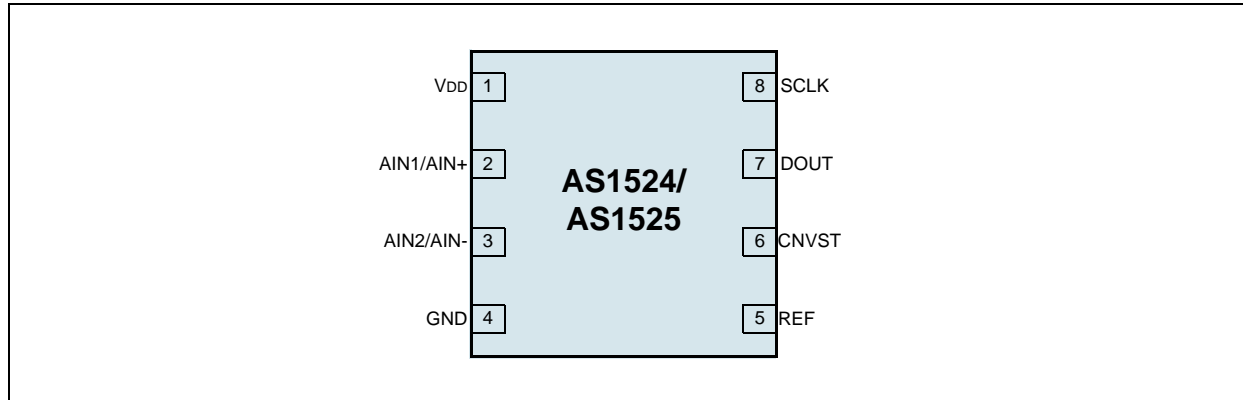 VDD 1
AIN1/AIN+ 2
AIN2/AIN- 3
GND 4
AS1524/
AS1525
8 SCLK
7 DOUT
6 CNVST
5 REF